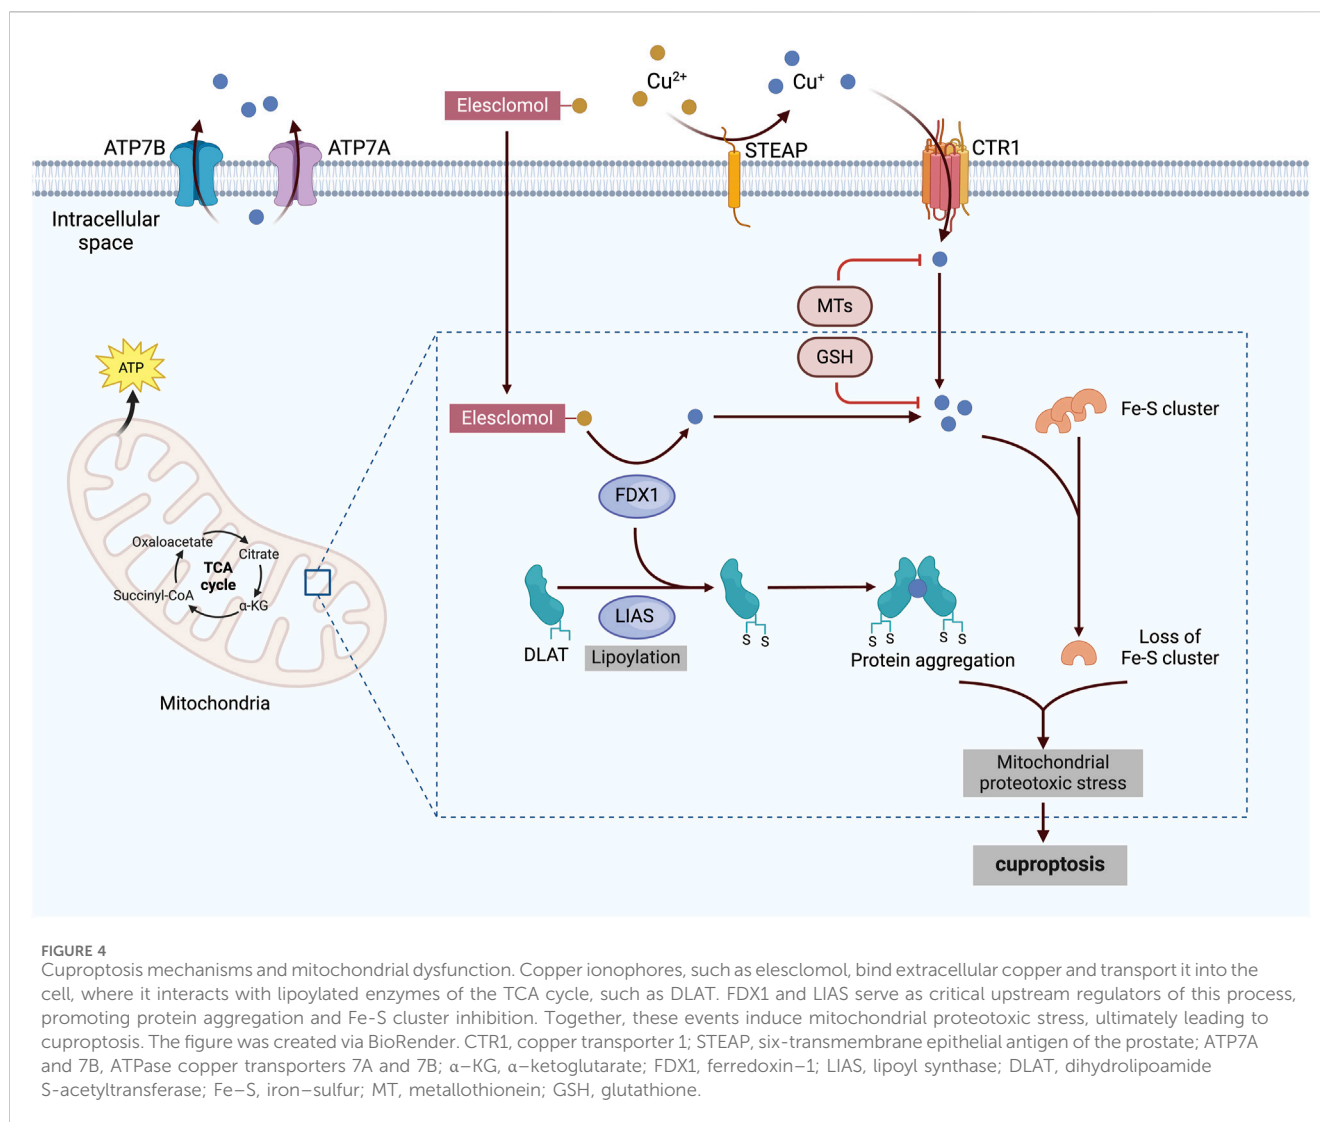 Cu²⁺
Cu⁺
Elesclomol
ATP7B
ATP7A
STEAP
CTR1
Intracellular
space
MTs
GSH
ATP
Elesclomol
Fe-S cluster
FDX1
Oxaloacetate
Citrate
TCA
cycle
Succinyl-CoA
α-KG
LIAS
DLAT
Lipoylation
S S
S S
S S
Protein aggregation
Loss of
Fe-S cluster
Mitochondria
Mitochondrial
proteotoxic stress
cuproptosis
FIGURE 4
Cuproptosis mechanisms and mitochondrial dysfunction. Copper ionophores, such as elesclomol, bind extracellular copper and transport it into the
cell, where it interacts with lipoylated enzymes of the TCA cycle, such as DLAT. FDX1 and LIAS serve as critical upstream regulators of this process,
promoting protein aggregation and Fe-S cluster inhibition. Together, these events induce mitochondrial proteotoxic stress, ultimately leading to
cuproptosis. The figure was created via BioRender. CTR1, copper transporter 1; STEAP, six-transmembrane epithelial antigen of the prostate; ATP7A
and 7B, ATPase copper transporters 7A and 7B; α–KG, α–ketoglutarate; FDX1, ferredoxin–1; LIAS, lipoyl synthase; DLAT, dihydrolipoamide
S-acetyltransferase; Fe–S, iron–sulfur; MT, metallothionein; GSH, glutathione.